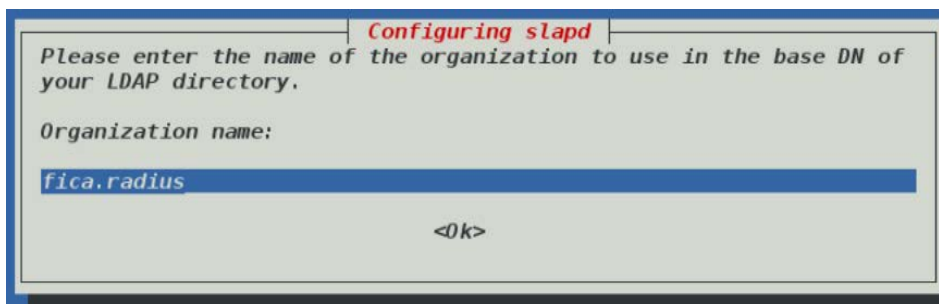 Configuring slapd
Please enter the name of the organization to use in the base DN of
your LDAP directory.
Organization name:
fica.radius
<Ok>